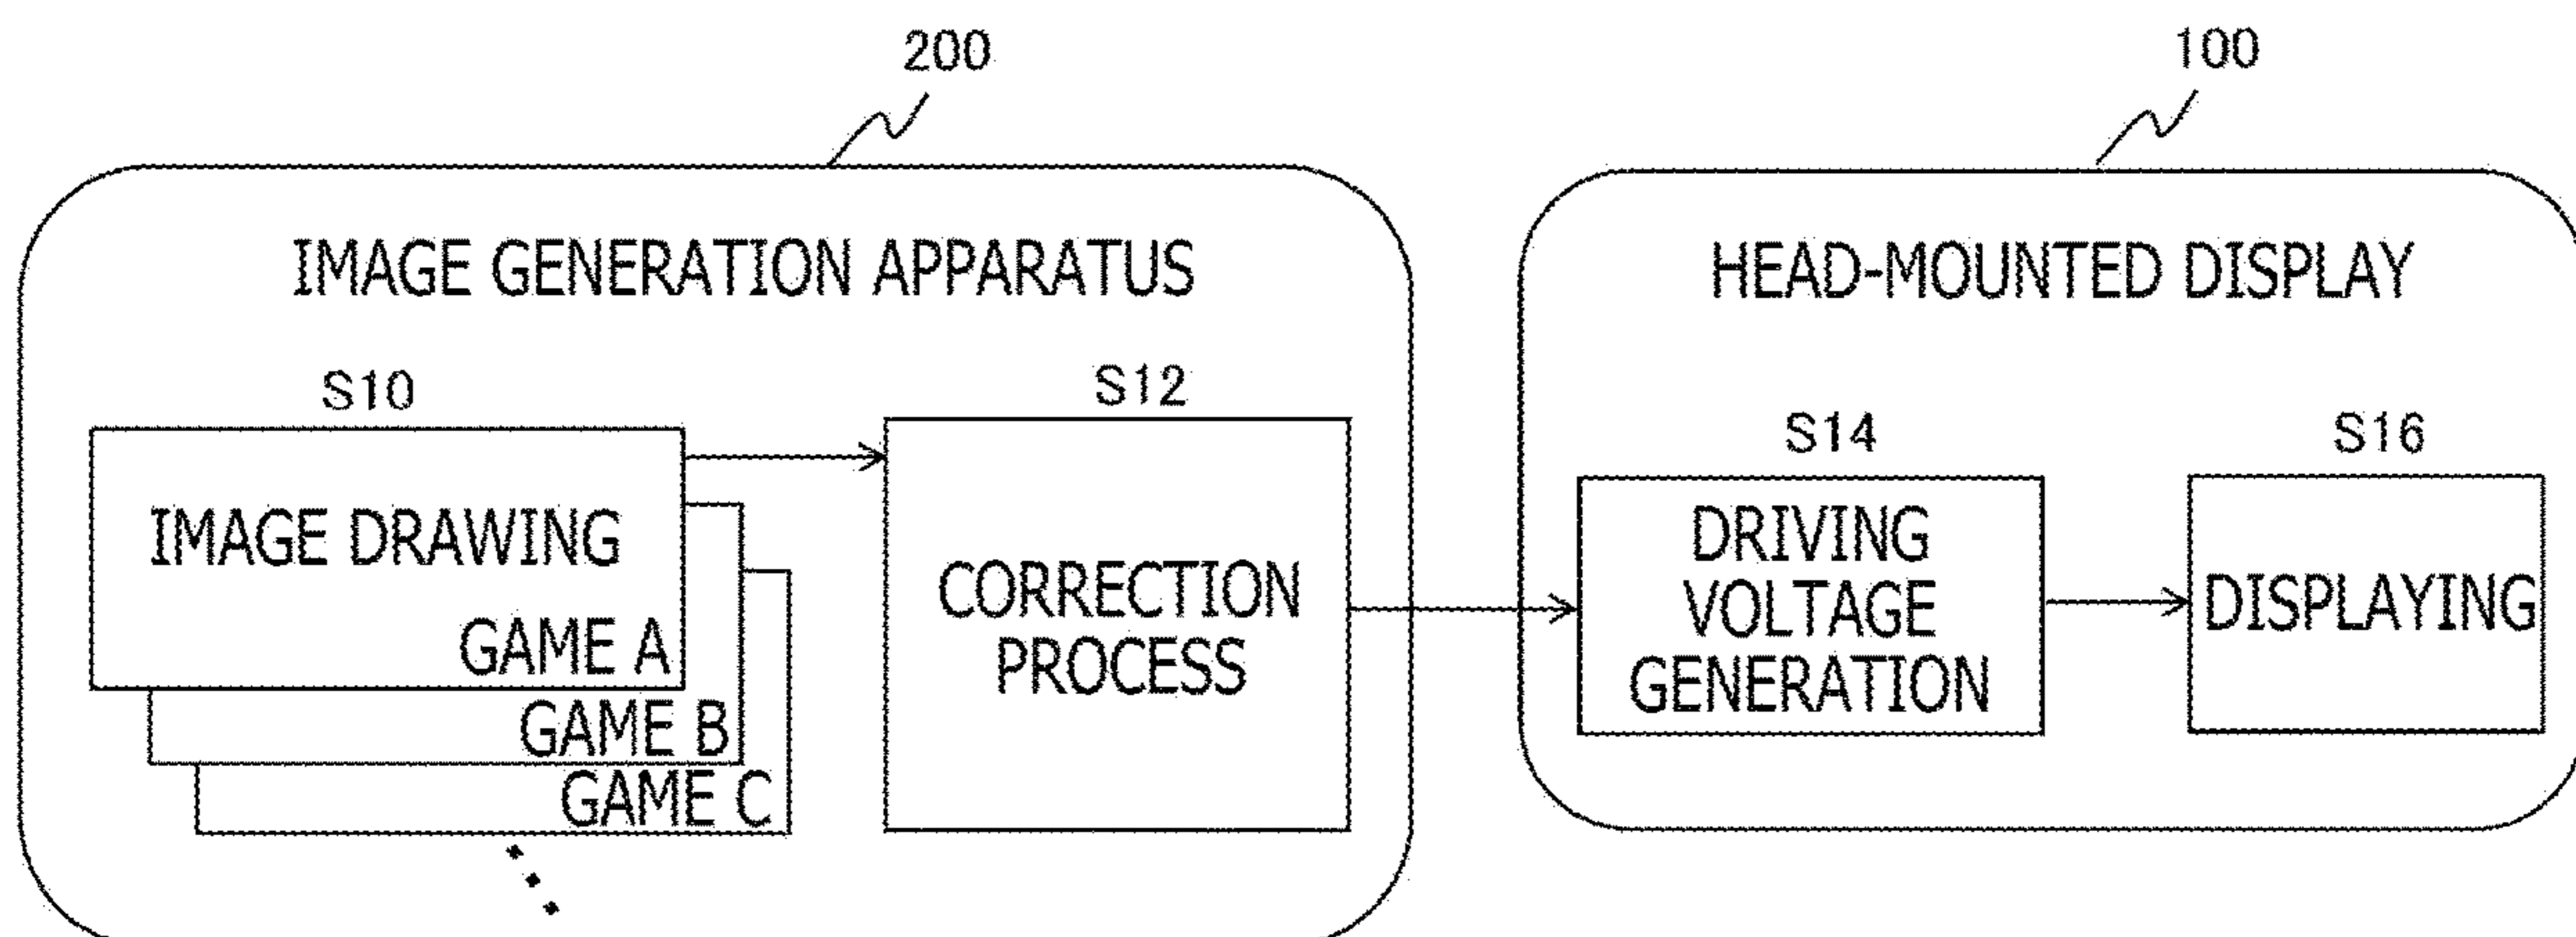 200
100
IMAGE GENERATION APPARATUS
HEAD-MOUNTED DISPLAY
S10
S12
S14
S16
IMAGE DRAWING
GAME A
GAME B
GAME C
CORRECTION
PROCESS
DRIVING
VOLTAGE
GENERATION
DISPLAYING